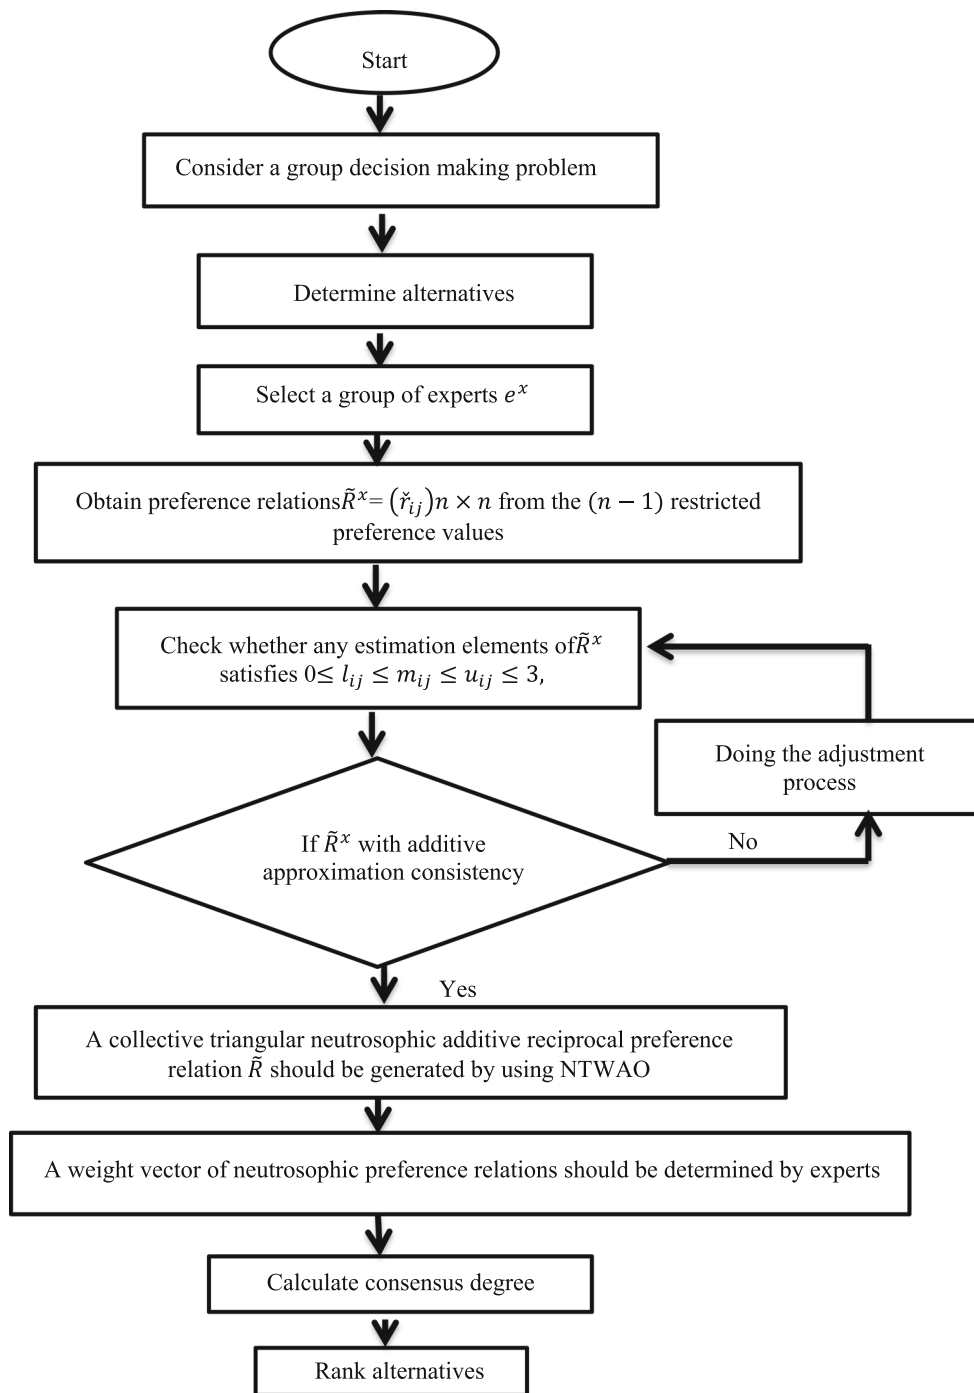 Start
Consider a group decision making problem
Determine alternatives
Select a group of experts 𝑒ˣ
Obtain preference relations R̃ˣ= (ř_ij)n × n from the (n − 1) restricted
preference values
Check whether any estimation elements of R̃ˣ
satisfies 0≤ l_ij ≤ m_ij ≤ u_ij ≤ 3,
Doing the adjustment
process
If R̃ˣ with additive
approximation consistency
No
Yes
A collective triangular neutrosophic additive reciprocal preference
relation R̃ should be generated by using NTWAO
A weight vector of neutrosophic preference relations should be determined by experts
Calculate consensus degree
Rank alternatives